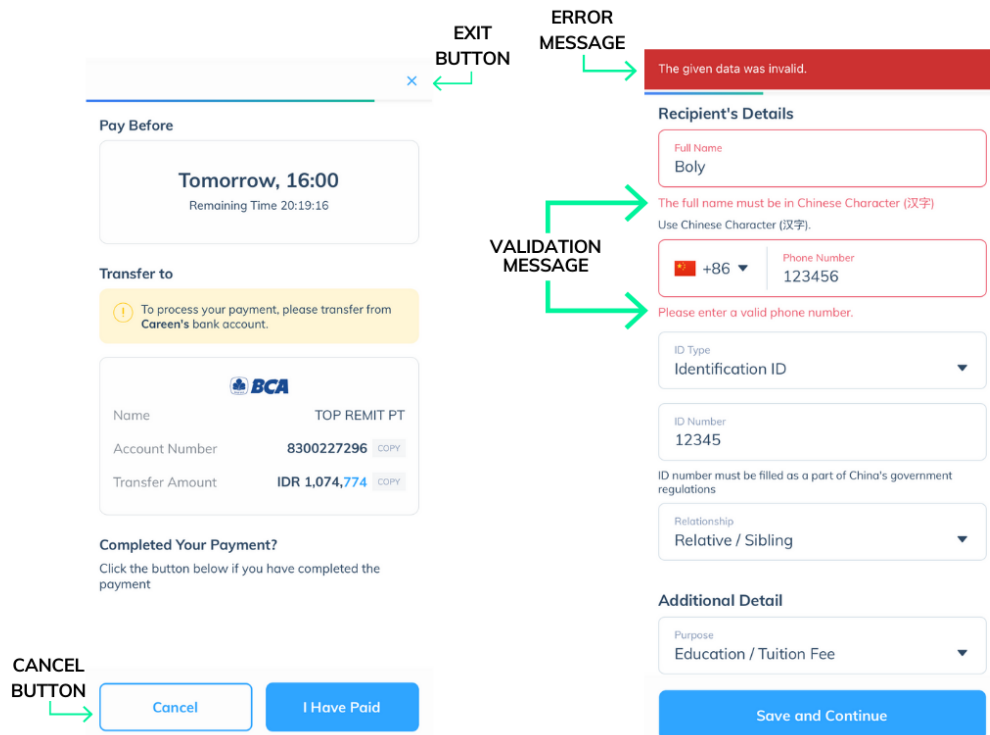 EXIT
BUTTON
×
Pay Before
Tomorrow, 16:00
Remaining Time 20:19:16
Transfer to
To process your payment, please transfer from
Careen's bank account.
BCA
Name TOP REMIT PT
Account Number 8300227296 COPY
Transfer Amount IDR 1,074,774 COPY
Completed Your Payment?
Click the button below if you have completed the
payment
CANCEL
BUTTON
Cancel I Have Paid
ERROR
MESSAGE
The given data was invalid.
Recipient's Details
Full Name
Boly
The full name must be in Chinese Character (汉字)
Use Chinese Character (汉字).
VALIDATION
MESSAGE
+86 Phone Number
123456
Please enter a valid phone number.
ID Type
Identification ID
ID Number
12345
ID number must be filled as a part of China's government
regulations
Relationship
Relative / Sibling
Additional Detail
Purpose
Education / Tuition Fee
Save and Continue